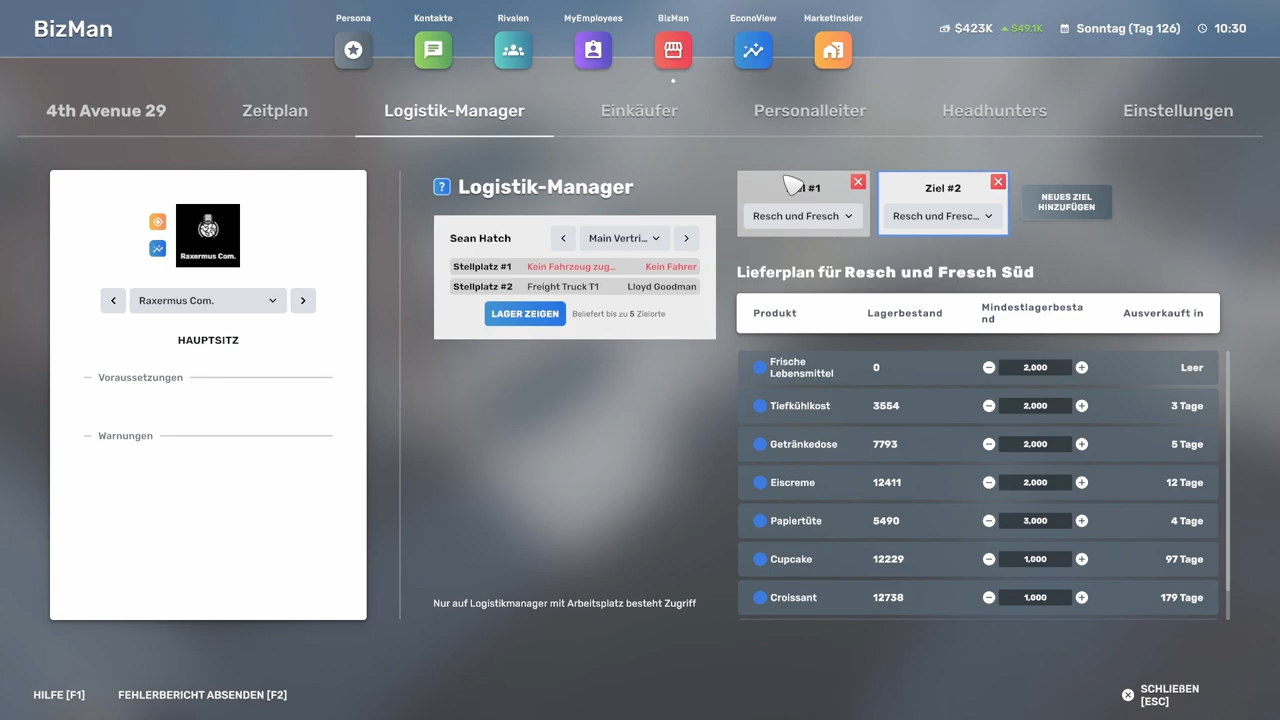 BizMan
Persona
Kontakte
Rivalen
MyEmployees
BizMan
EconoView
MarketInsider
$423K
$49.1K
Sonntag (Tag 126)
10:30
4th Avenue 29
Zeitplan
Logistik-Manager
Einkäufer
Personalleiter
Headhunters
Einstellungen
Raxermus Com.
Raxermus Com.
HAUPTSITZ
Voraussetzungen
Warnungen
? Logistik-Manager
Sean Hatch
Main Vertri...
Stellplatz #1 Kein Fahrzeug zug... Kein Fahrer
Stellplatz #2 Freight Truck T1 Lloyd Goodman
LAGER ZEIGEN
Beliefert bis zu 5 Zielorte
Nur auf Logistikmanager mit Arbeitsplatz besteht Zugriff
#1
Resch und Fresch
Ziel #2
Resch und Fresc...
NEUES ZIEL
HINZUFÜGEN
Lieferplan für Resch und Fresch Süd
Produkt
Lagerbestand
Mindestlagerbesta
nd
Ausverkauft in
Frische
Lebensmittel
0 2,000 Leer
Tiefkühlkost 3554 2,000 3 Tage
Getränkedose 7793 2,000 5 Tage
Eiscreme 12411 2,000 12 Tage
Papiertüte 5490 3,000 4 Tage
Cupcake 12229 1,000 97 Tage
Croissant 12738 1,000 179 Tage
HILFE [F1]
FEHLERBERICHT ABSENDEN [F2]
SCHLIEßEN
[ESC]